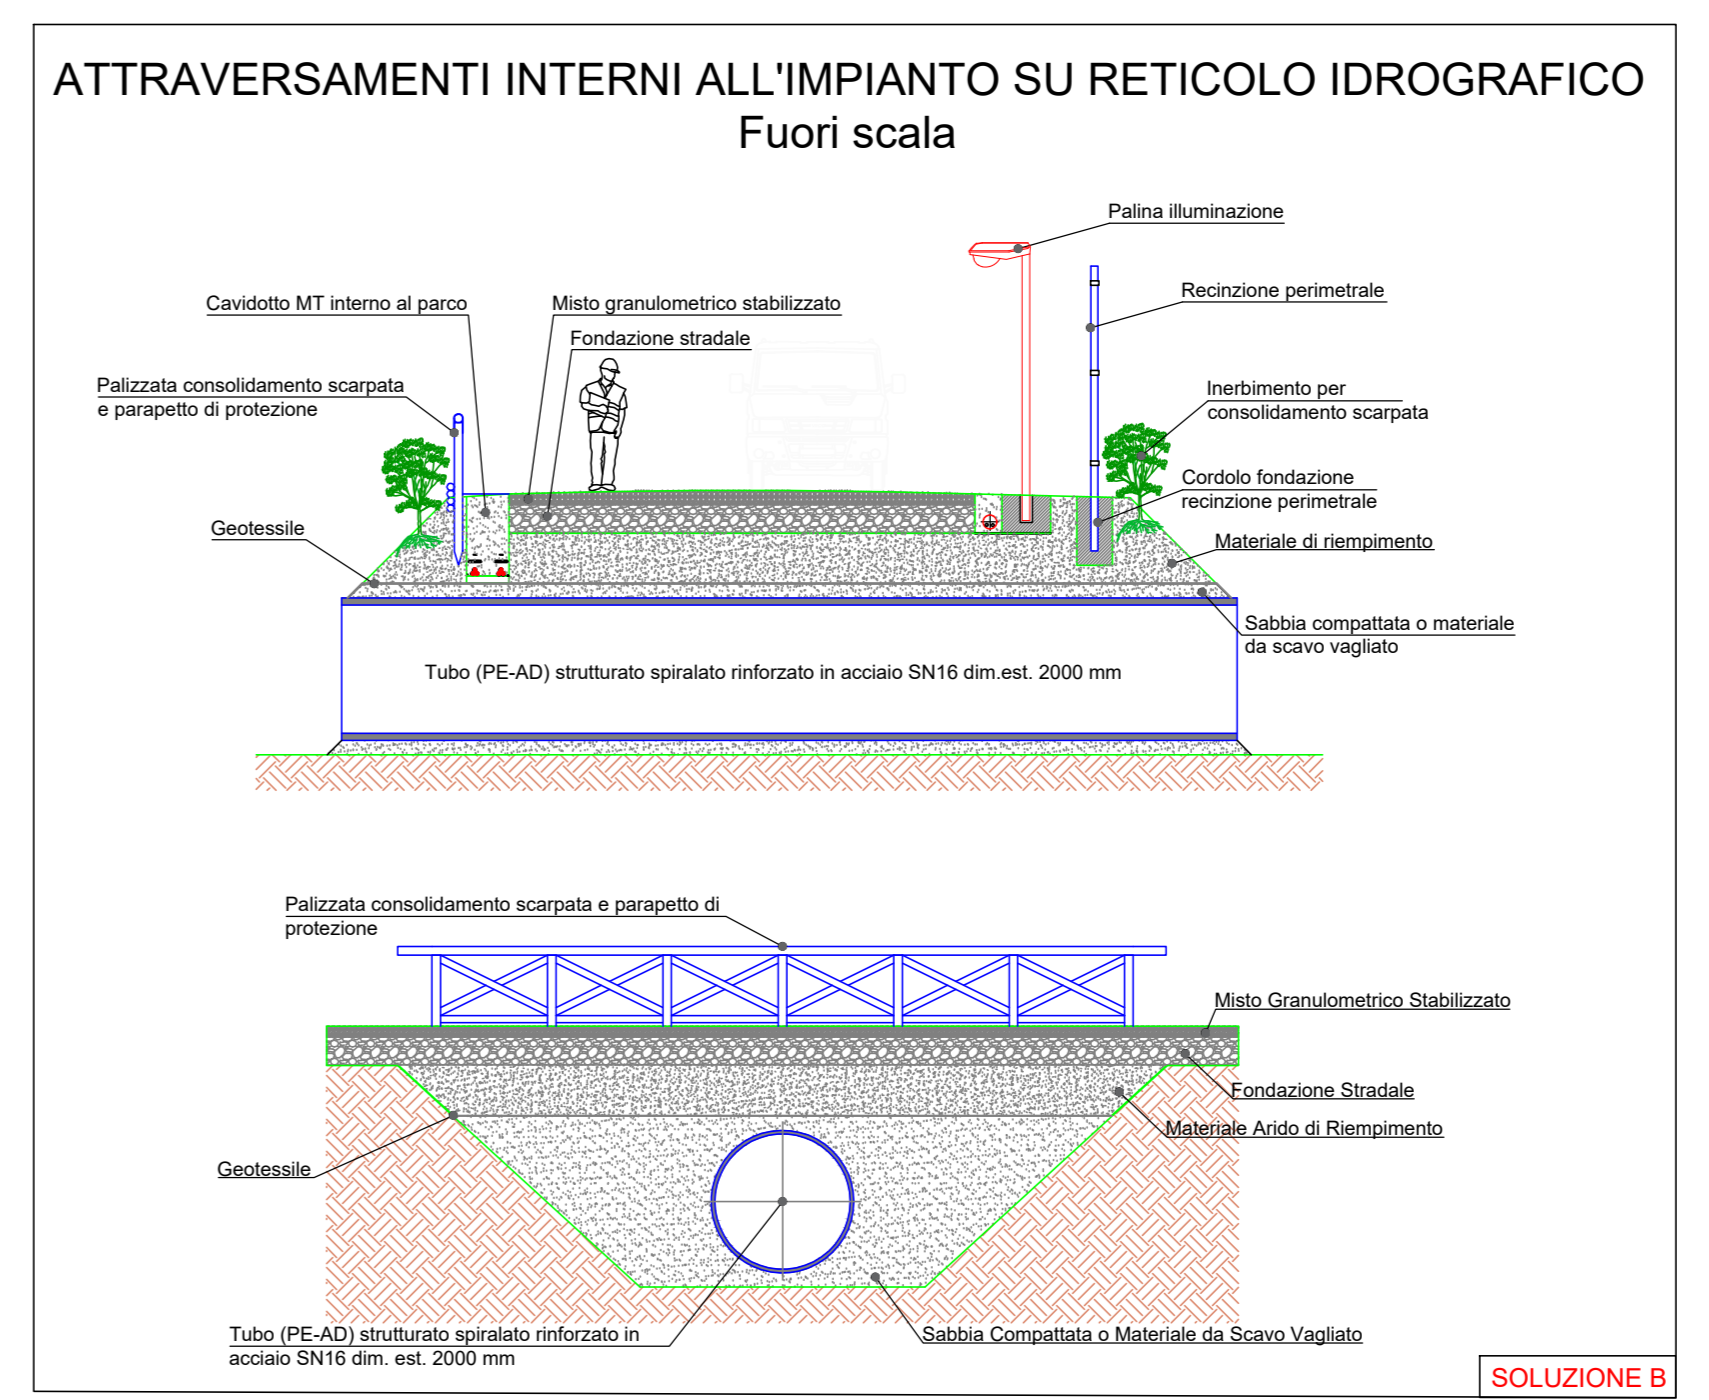 ATTRAVERSAMENTI INTERNI ALL'IMPIANTO SU RETICOLO IDROGRAFICO
Fuori scala
Palina illuminazione
Cavidotto MT interno al parco
Misto granulometrico stabilizzato
Recinzione perimetrale
Fondazione stradale
Palizzata consolidamento scarpata
e parapetto di protezione
Inerbimento per
consolidamento scarpata
Cordolo fondazione
recinzione perimetrale
Geotessile
Materiale di riempimento
Sabbia compattata o materiale
da scavo vagliato
Tubo (PE-AD) strutturato spiralato rinforzato in acciaio SN16 dim.est. 2000 mm
Palizzata consolidamento scarpata e parapetto di
protezione
Misto Granulometrico Stabilizzato
Fondazione Stradale
Materiale Arido di Riempimento
Geotessile
Tubo (PE-AD) strutturato spiralato rinforzato in
acciaio SN16 dim. est. 2000 mm
Sabbia Compattata o Materiale da Scavo Vagliato
SOLUZIONE B